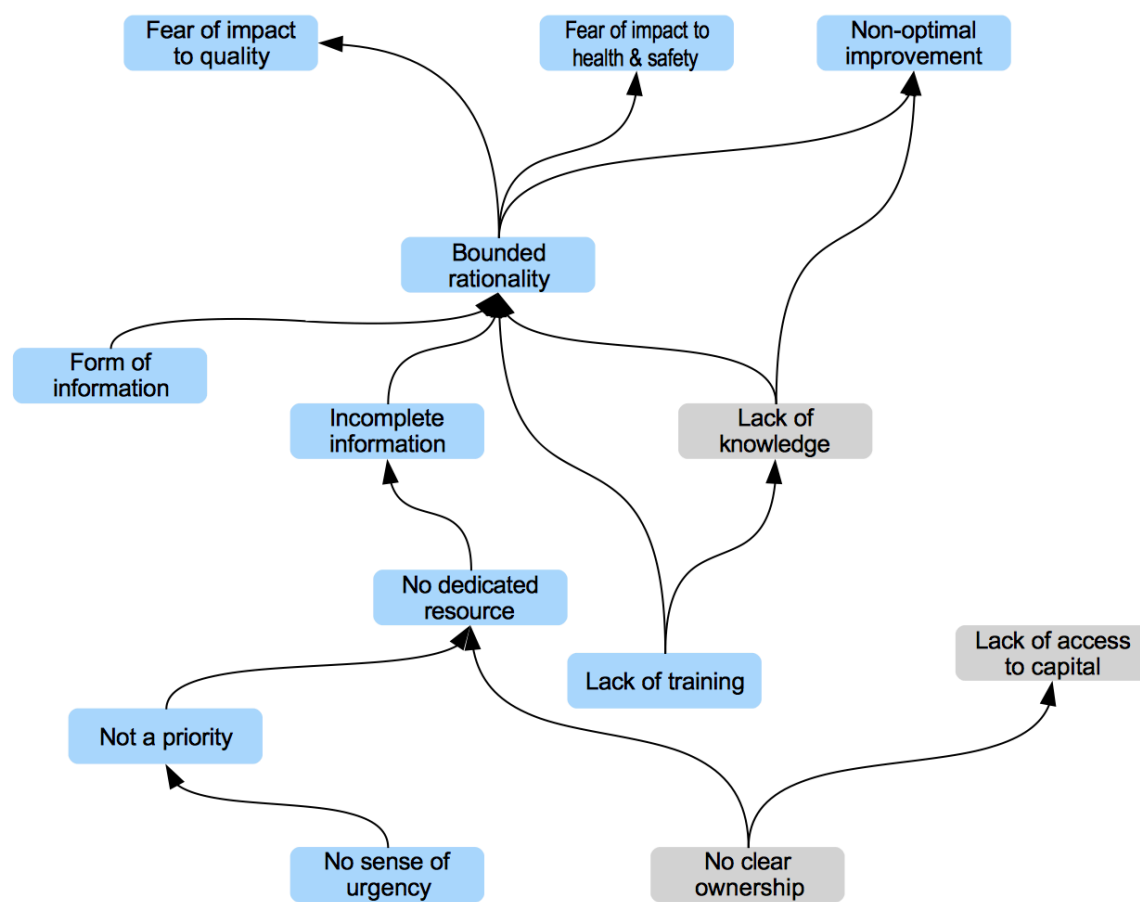 Fear of impact
to quality
Fear of impact to
health & safety
Non-optimal
improvement
Bounded
rationality
Form of
information
Incomplete
information
Lack of
knowledge
No dedicated
resource
Lack of training
Lack of access
to capital
Not a priority
No sense of
urgency
No clear
ownership